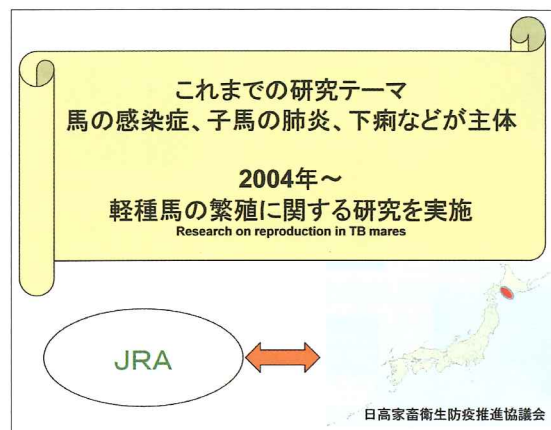 これまでの研究テーマ
馬の感染症、子馬の肺炎、下痢などが主体
2004年～
軽種馬の繁殖に関する研究を実施
Research on reproduction in TB mares
JRA
日高家畜衛生防疫推進協議会